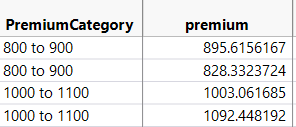 PremiumCategory premium
800 to 900 895.6156167
800 to 900 828.3323724
1000 to 1100 1003.061685
1000 to 1100 1092.448192